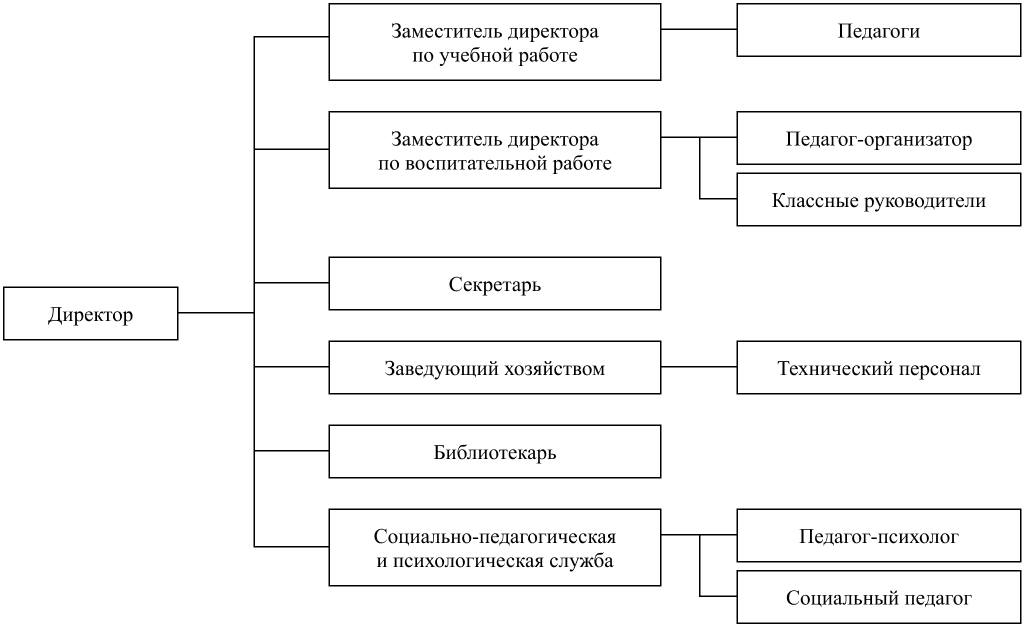 Директор
Заместитель директора
по учебной работе
Педагоги
Заместитель директора
по воспитательной работе
Педагог-организатор
Классные руководители
Секретарь
Заведующий хозяйством
Технический персонал
Библиотекарь
Социально-педагогическая
и психологическая служба
Педагог-психолог
Социальный педагог